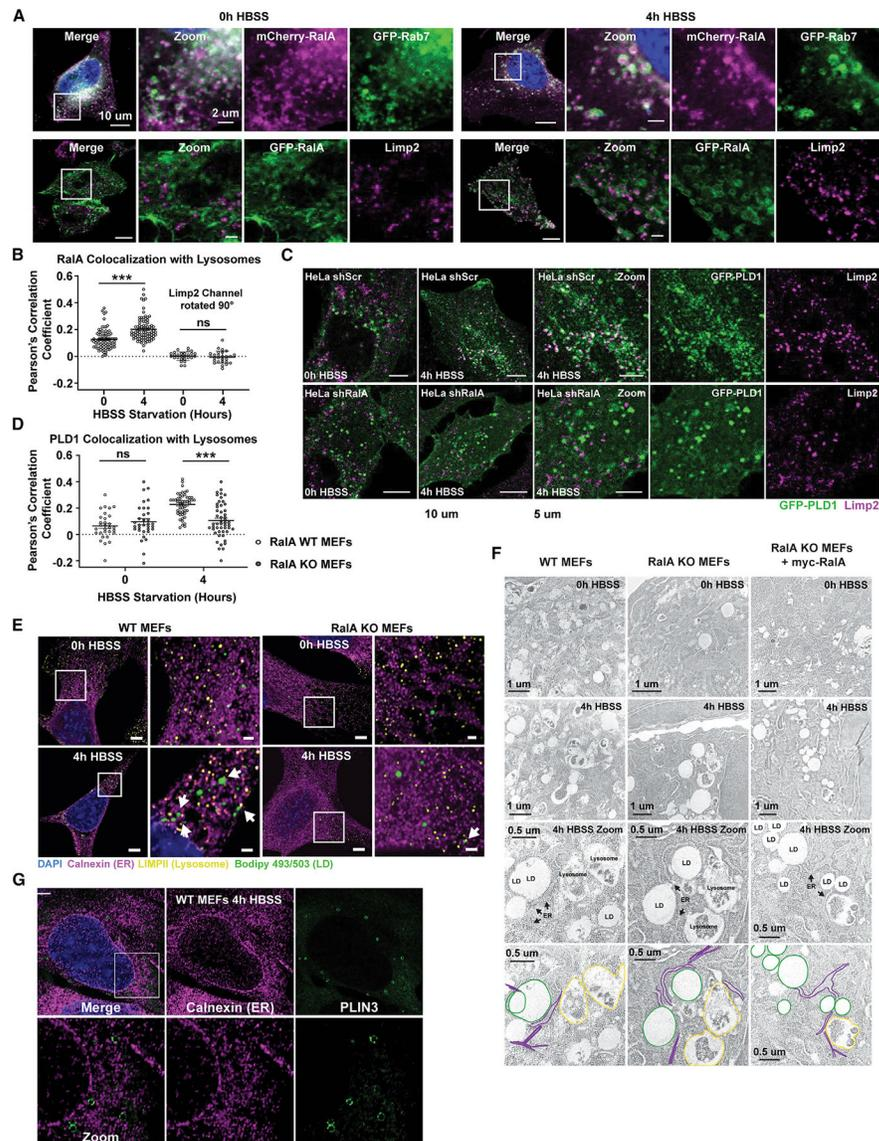 A
0h HBSS
4h HBSS
Merge
Zoom
mCherry-RalA
GFP-Rab7
Merge
Zoom
mCherry-RalA
GFP-Rab7
10 um
2 um
Merge
Zoom
GFP-RalA
Limp2
Merge
Zoom
GFP-RalA
Limp2
B
RalA Colocalization with Lysosomes
Pearson's Correlation
Coefficient
0.6
0.4
0.2
0
-0.2
***
Limp2 Channel
rotated 90°
ns
0
4
0
4
HBSS Starvation (Hours)
C
HeLa shScr
HeLa shScr
HeLa shScr
Zoom
GFP-PLD1
Limp2
0h HBSS
4h HBSS
4h HBSS
HeLa shRalA
HeLa shRalA
HeLa shRalA
Zoom
GFP-PLD1
Limp2
0h HBSS
4h HBSS
4h HBSS
10 um
5 um
GFP-PLD1 Limp2
D
PLD1 Colocalization with Lysosomes
Pearson's Correlation
Coefficient
0.6
0.4
0.2
0
-0.2
ns
***
0
4
HBSS Starvation (Hours)
RalA WT MEFs
RalA KO MEFs
E
WT MEFs
RalA KO MEFs
0h HBSS
0h HBSS
4h HBSS
4h HBSS
DAPI Calnexin (ER) LIMPII (Lysosome) Bodipy 493/503 (LD)
F
WT MEFs
RalA KO MEFs
RalA KO MEFs
+ myc-RalA
0h HBSS
0h HBSS
0h HBSS
1 um
1 um
1 um
4h HBSS
4h HBSS
4h HBSS
1 um
1 um
1 um
0.5 um
4h HBSS Zoom
0.5 um
4h HBSS Zoom
4h HBSS Zoom
Lysosome
Lysosome
LD
LD
ER
LD
LD
Lysosome
ER
LD
Lysosome
LD
LD
LD
ER
LD
LD
0.5 um
0.5 um
0.5 um
0.5 um
G
WT MEFs 4h HBSS
Merge
Calnexin (ER)
PLIN3
Zoom